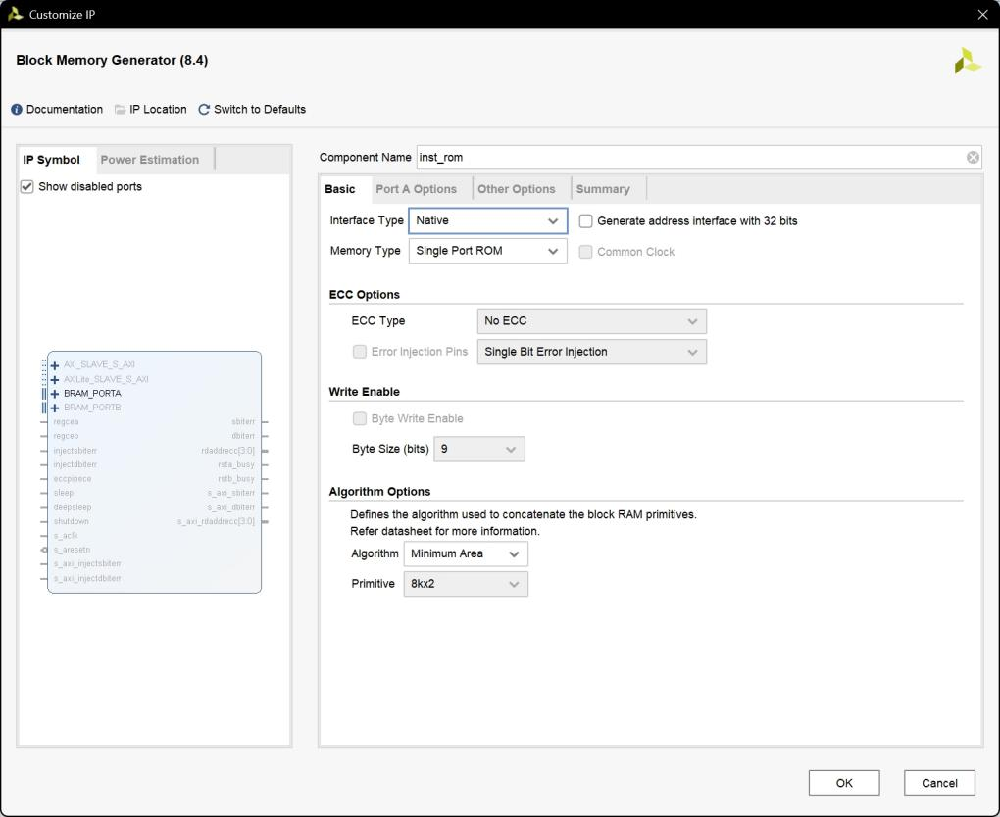 Customize IP
Block Memory Generator (8.4)
Documentation IP Location Switch to Defaults
IP Symbol Power Estimation
Show disabled ports
AXI_SLAVE_S_AXI
AXILite_SLAVE_S_AXI
BRAM_PORTA
BRAM_PORTB
regcea sbiterr
regceb dbiterr
injectsbiterr rdaddrecc[3:0]
injectdbiterr rsta_busy
eccpipece rstb_busy
sleep s_axi_sbiterr
deepsleep s_axi_dbiterr
shutdown s_axi_rdaddrecc[3:0]
s_aclk
s_aresetn
s_axi_injectsbiterr
s_axi_injectdbiterr
Component Name inst_rom
Basic Port A Options Other Options Summary
Interface Type Native Generate address interface with 32 bits
Memory Type Single Port ROM Common Clock
ECC Options
ECC Type No ECC
Error Injection Pins Single Bit Error Injection
Write Enable
Byte Write Enable
Byte Size (bits) 9
Algorithm Options
Defines the algorithm used to concatenate the block RAM primitives.
Refer datasheet for more information.
Algorithm Minimum Area
Primitive 8kx2
OK Cancel